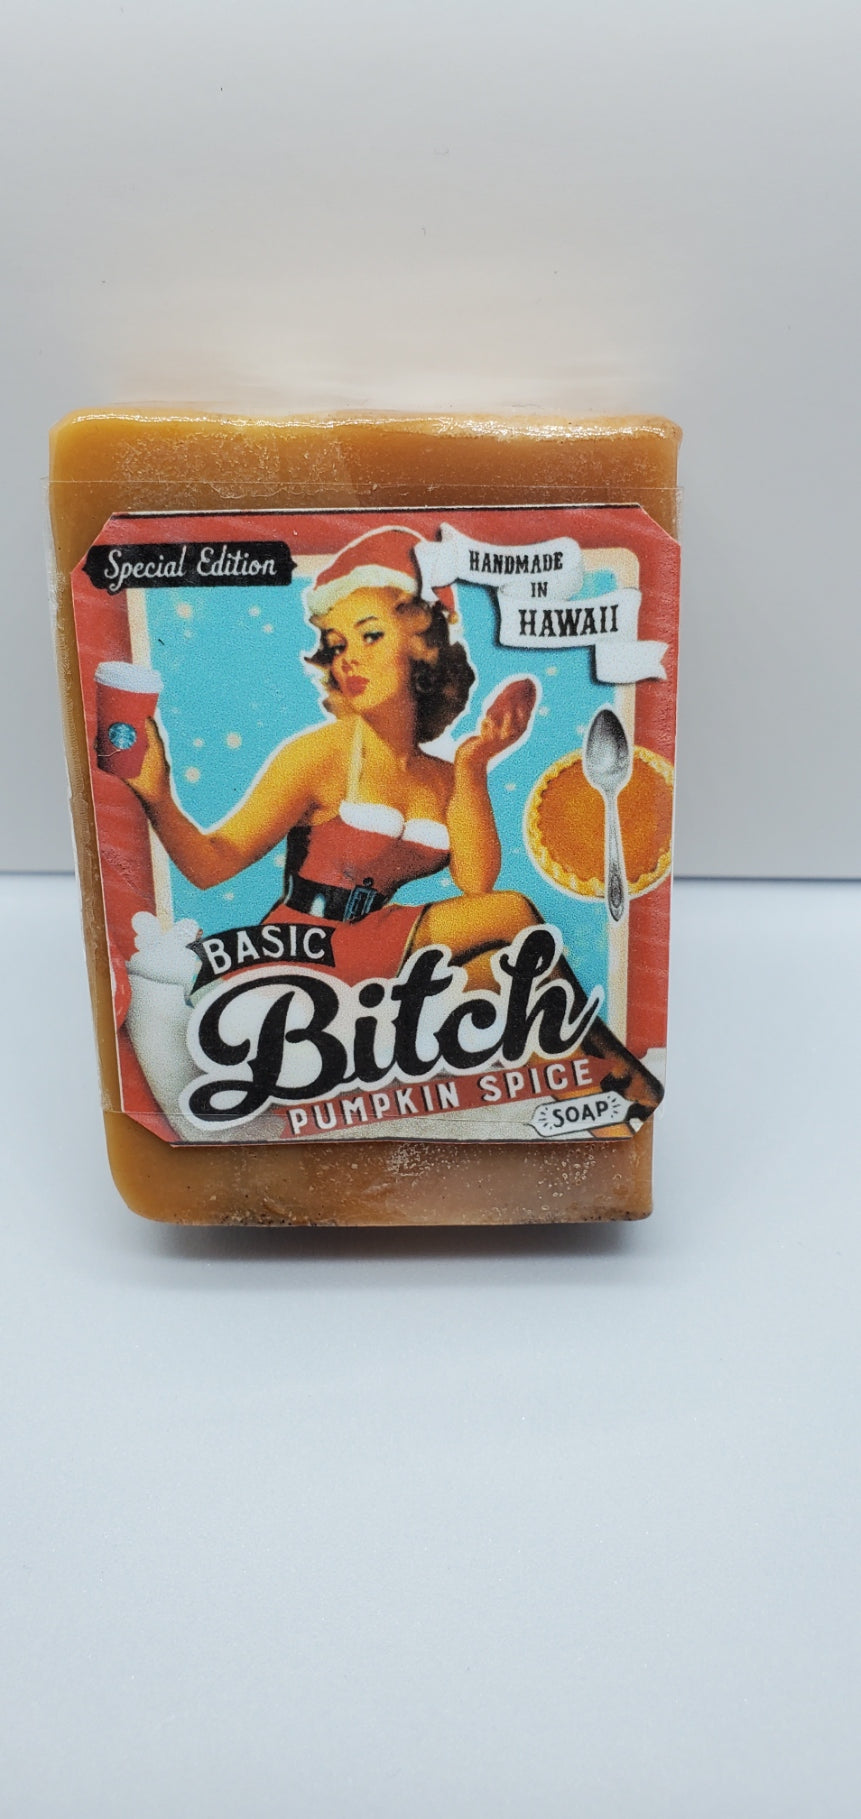 Special Edition
HANDMADE
IN
HAWAII
BASIC
Bitch
PUMPKIN SPICE
SOAP